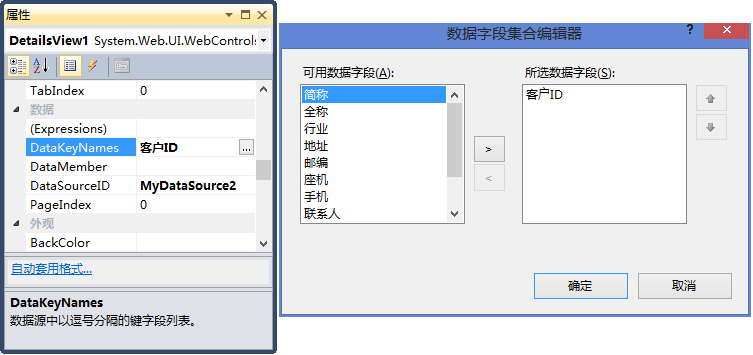 属性
DetailsView1 System.Web.UI.WebControls
TabIndex 0
数据
(Expressions)
DataKeyNames 客户ID ...
DataMember
DataSourceID MyDataSource2
PageIndex 0
外观
BackColor
自动套用格式...
DataKeyNames
数据源中以逗号分隔的键字段列表。
数据字段集合编辑器
可用数据字段(A):
简称
全称
行业
地址
邮编
座机
手机
联系人
>
<
所选数据字段(S):
客户ID
确定
取消